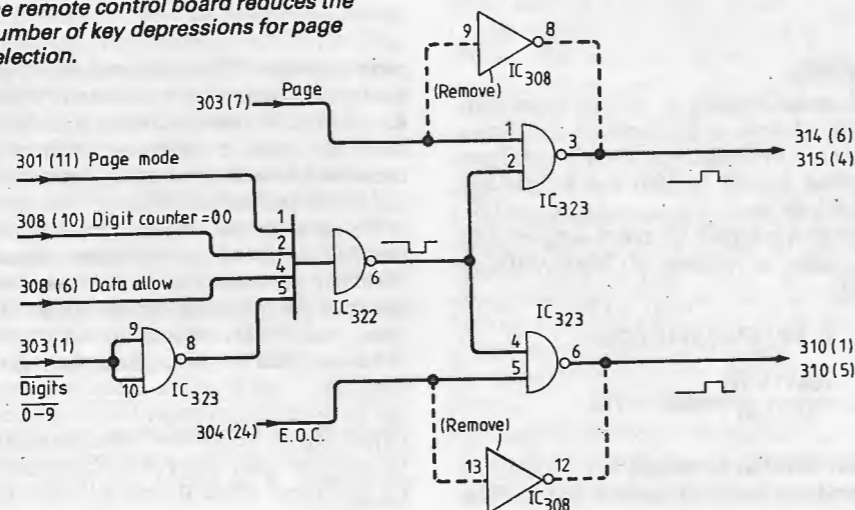 he remote control board reduces the
umber of key depressions for page
election.
9
8
IC308
(Remove)
303(7)
Page
1
2
3
314 (6)
315 (4)
IC323
301 (11) Page mode
308 (10) Digit counter =00
1
2
4
5
6
IC322
308(6) Data allow
303(1)
9
10
8
IC323
Digits
0-9
IC323
4
5
6
310(1)
310(5)
304(24)
E.O.C.
(Remove)
13
12
IC308